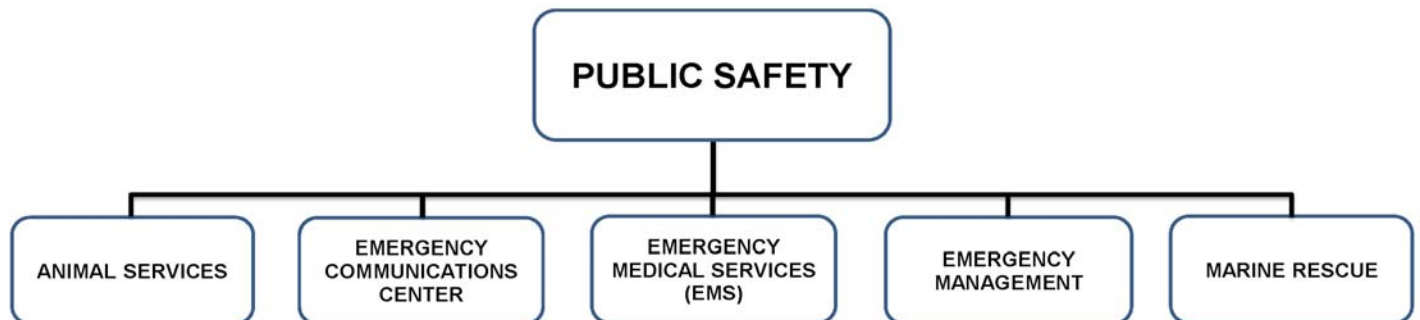 PUBLIC SAFETY
ANIMAL SERVICES
EMERGENCY
COMMUNICATIONS
CENTER
EMERGENCY
MEDICAL SERVICES
(EMS)
EMERGENCY
MANAGEMENT
MARINE RESCUE